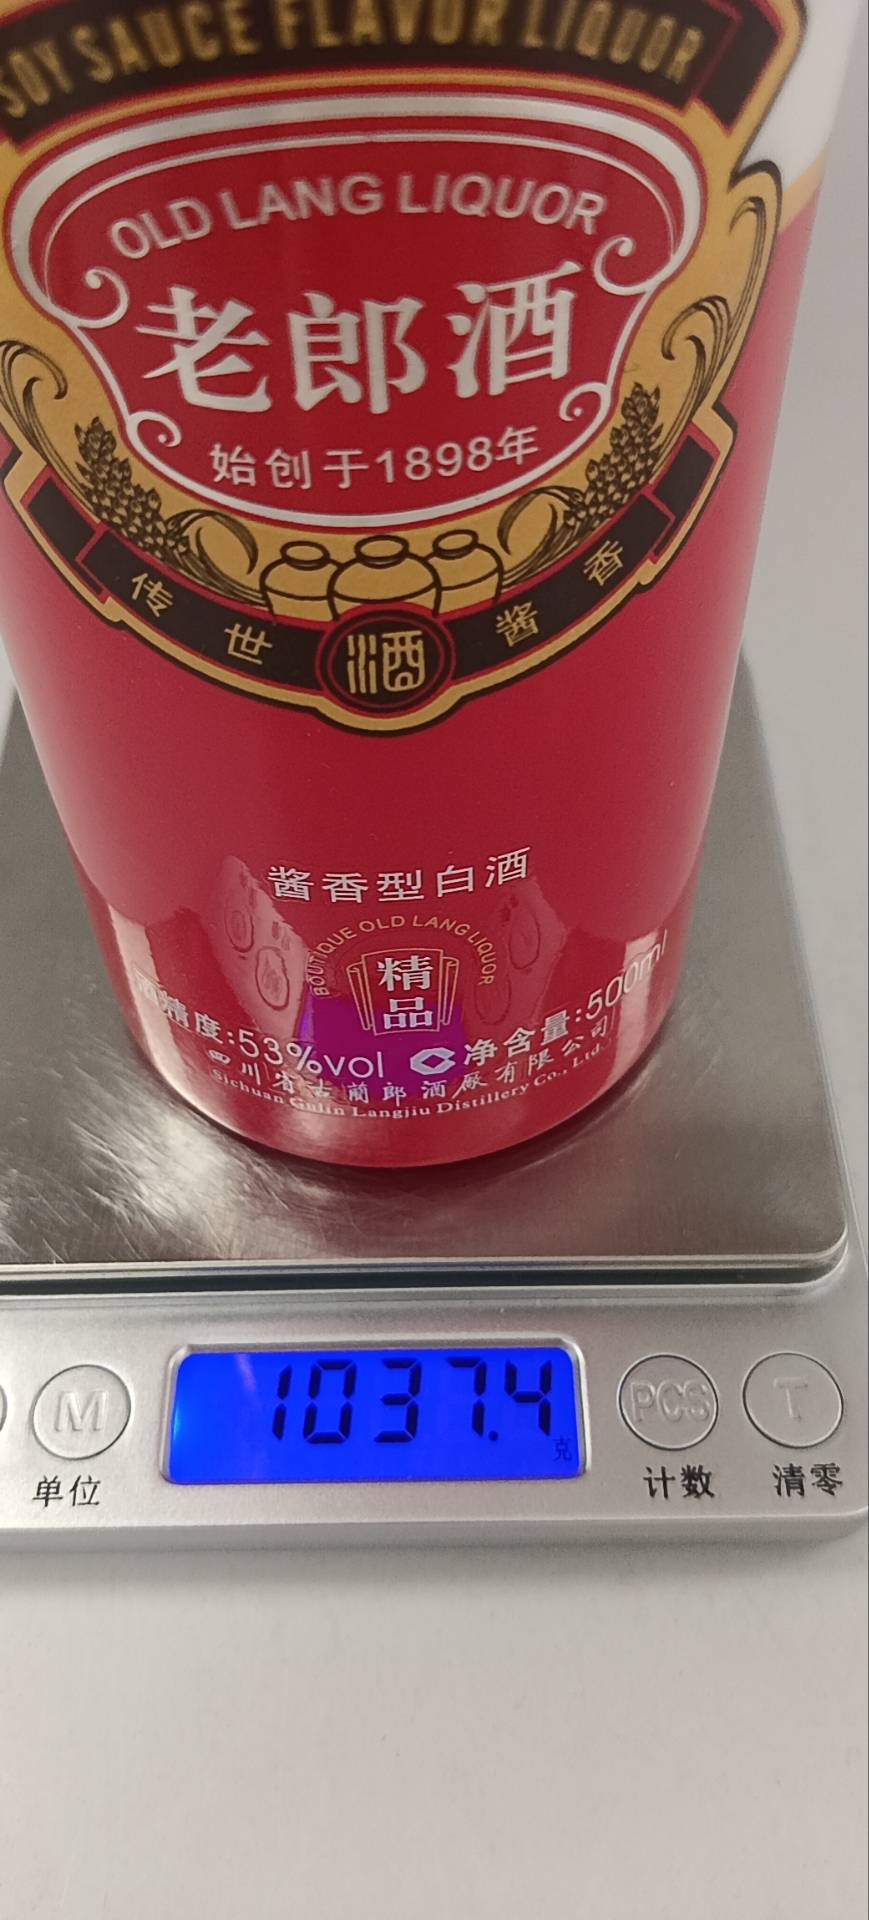 SOY SAUCE FLAVOR LIQUOR
OLD LANG LIQUOR
老郎酒
始创于1898年
传世 酒 酱香
酱香型白酒
BOUTIQUE OLD LANG LIQUOR
精品
酒精度:53%vol 净含量:500ml
四川省古蔺郎酒厂有限公司
Sichuan Gulin Langjiu Distillery Co., Ltd.
1037.4
克
M PCS T
单位 计数 清零